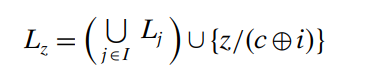 L_z = ( ∪_{j∈I} L_j ) ∪ {z/(c ⊕ i)}